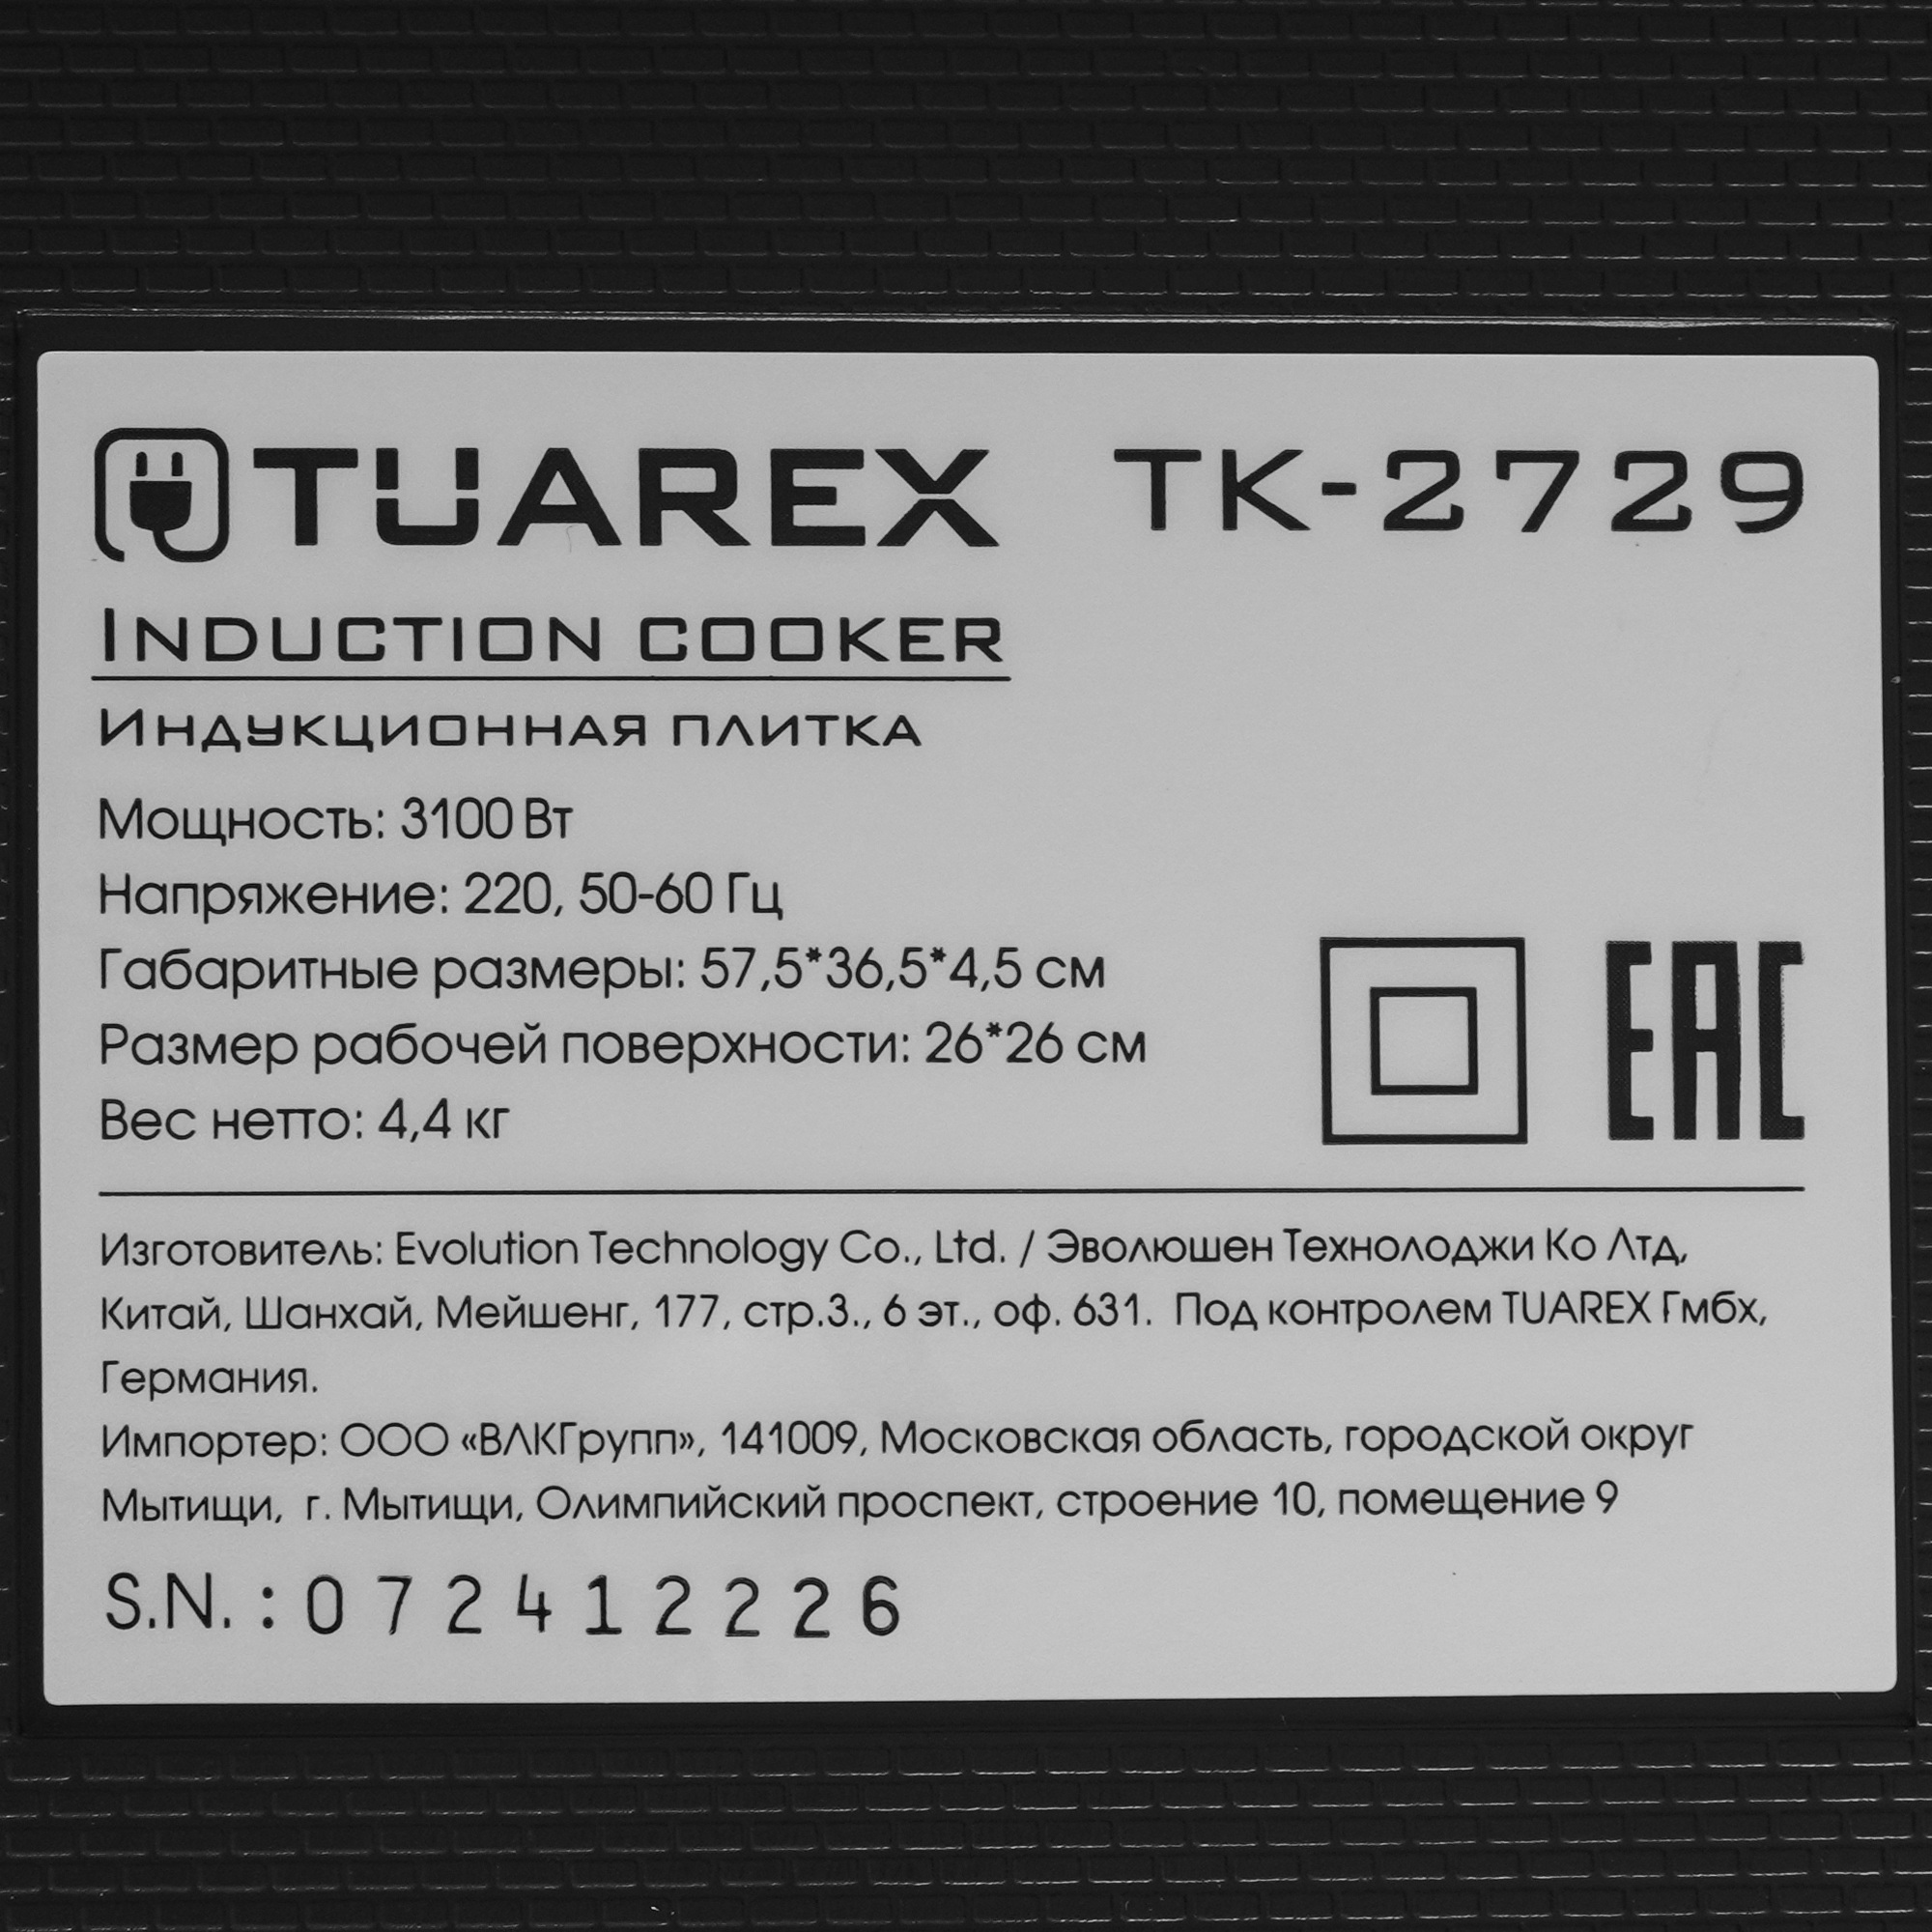 TUAREX TK-2729
INDUCTION COOKER
ИНДУКЦИОННАЯ ПЛИТКА
Мощность: 3100 Вт
Напряжение: 220, 50-60 Гц
Габаритные размеры: 57,5*36,5*4,5 см
Размер рабочей поверхности: 26*26 см
Вес нетто: 4,4 кг
EAC
Изготовитель: Evolution Technology Co., Ltd. / Эволюшен Технолоджи Ко Лтд,
Китай, Шанхай, Мейшенг, 177, стр.3., 6 эт., оф. 631. Под контролем TUAREX Гмбх,
Германия.
Импортер: ООО «ВЛКГрупп», 141009, Московская область, городской округ
Мытищи, г. Мытищи, Олимпийский проспект, строение 10, помещение 9
S.N.: 072412226